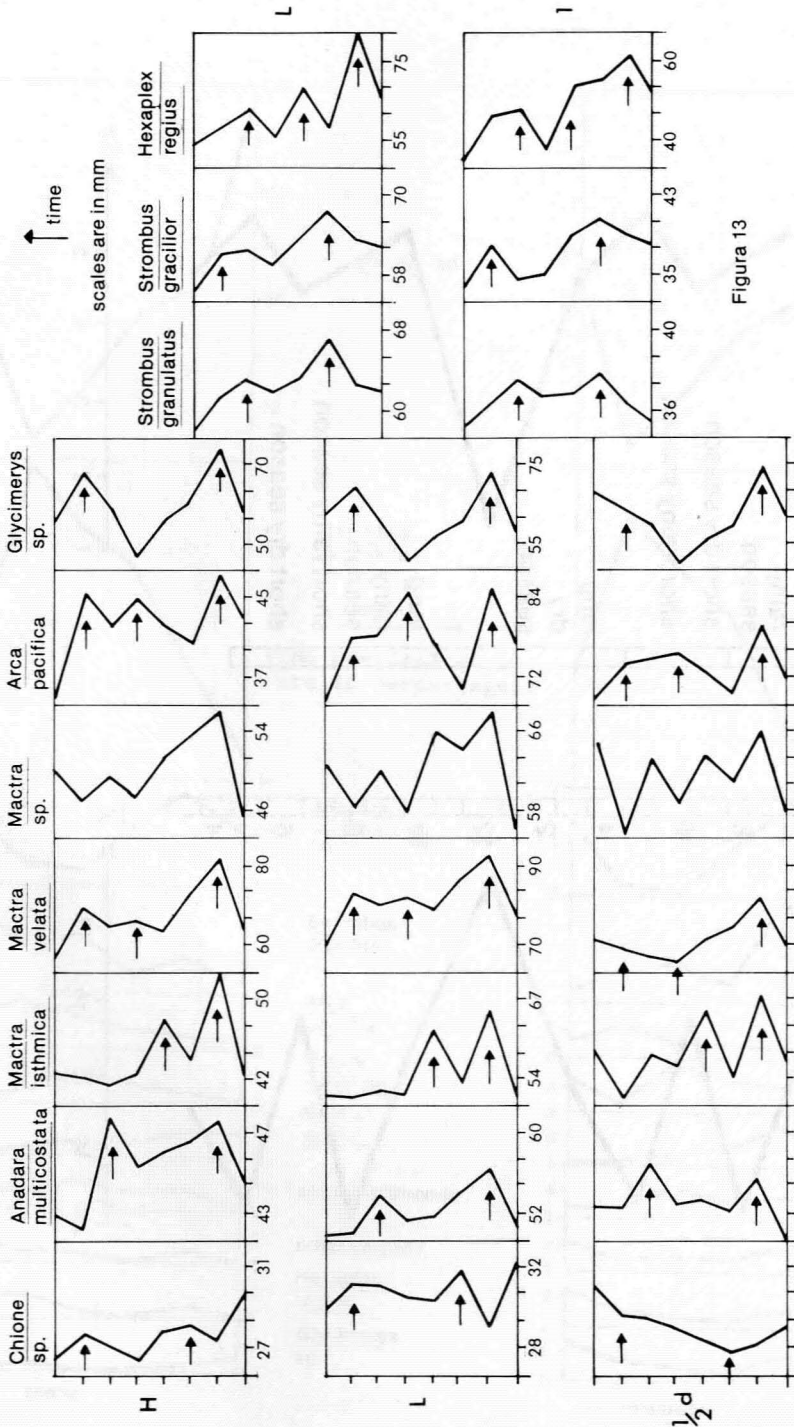 time
scales are in mm
Chione sp.
Anadara multicostata
Mactra isthmica
Mactra velata
Mactra sp.
Arca pacifica
Glycimerys sp.
Strombus granulatus
Strombus gracilior
Hexaplex regius
H
27 31
43 47
42 50
60 80
46 54
37 45
50 70
L
28 32
52 60
54 67
70 90
58 66
72 84
55 75
1/2 d
L
60 68
58 70
55 75
l
36 40
35 43
40 60
Figura 13